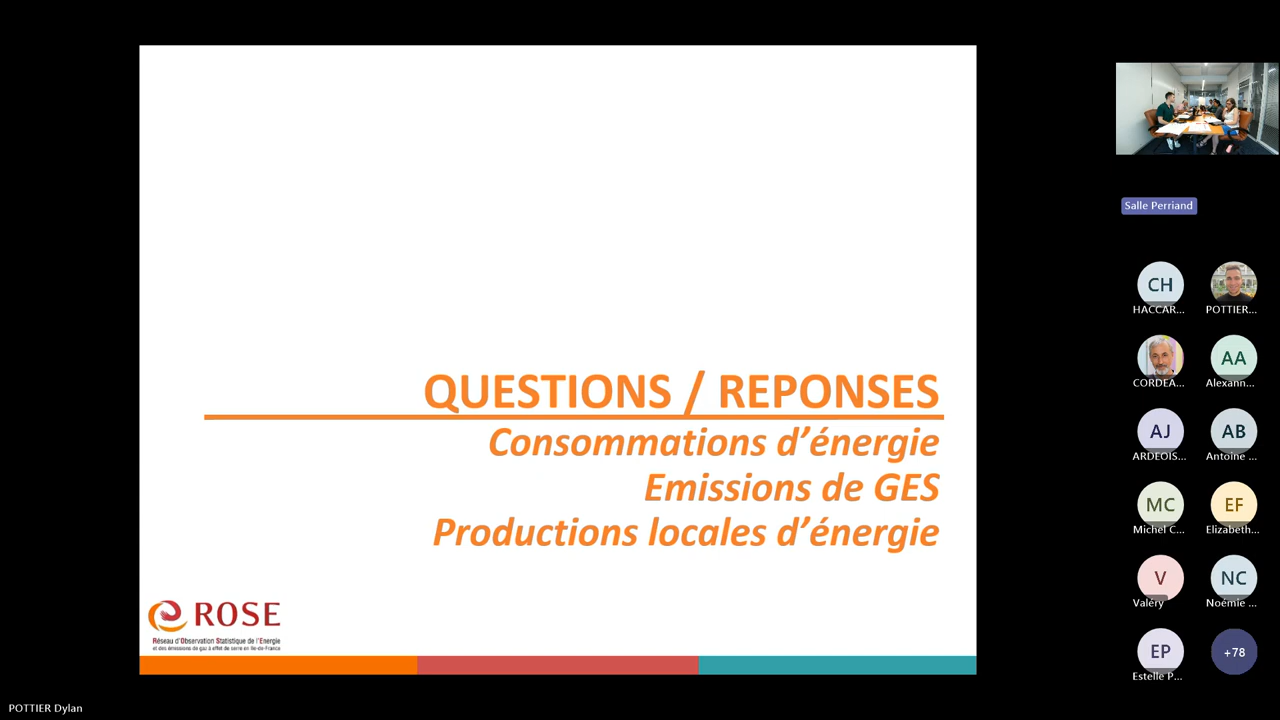 QUESTIONS / REPONSES
Consommations d’énergie
Emissions de GES
Productions locales d’énergie
ROSE
Réseau d'Observation Statistique de l'Energie
et des émissions de gaz à effet de serre en Ile-de-France
Salle Perriand
CH
HACCAR...
POTTIER...
CORDEA...
AA
Alexann...
AJ
ARDEOIS...
AB
Antoine ...
MC
Michel C...
EF
Elizabeth...
V
Valéry
NC
Noémie ...
EP
Estelle P...
+78
POTTIER Dylan